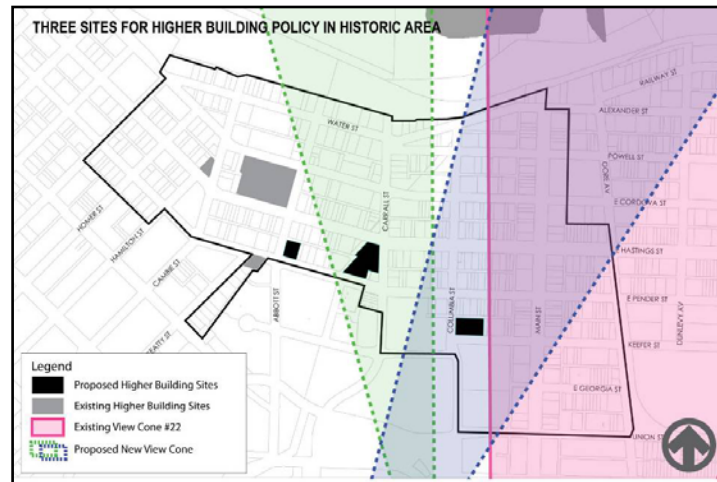 THREE SITES FOR HIGHER BUILDING POLICY IN HISTORIC AREA
RAILWAY ST
ALEXANDER ST
WATER ST
POWELL ST
GORE AV
E CORDOVA ST
CARRALL ST
HOMER ST
HAMILTON ST
E HASTINGS ST
CAMBIE ST
E PENDER ST
ABBOTT ST
COLUMBIA ST
MAIN ST
DUNLEVY AV
BEATTY ST
KEEFER ST
E GEORGIA ST
UNION ST
Legend
Proposed Higher Building Sites
Existing Higher Building Sites
Existing View Cone #22
Proposed New View Cone